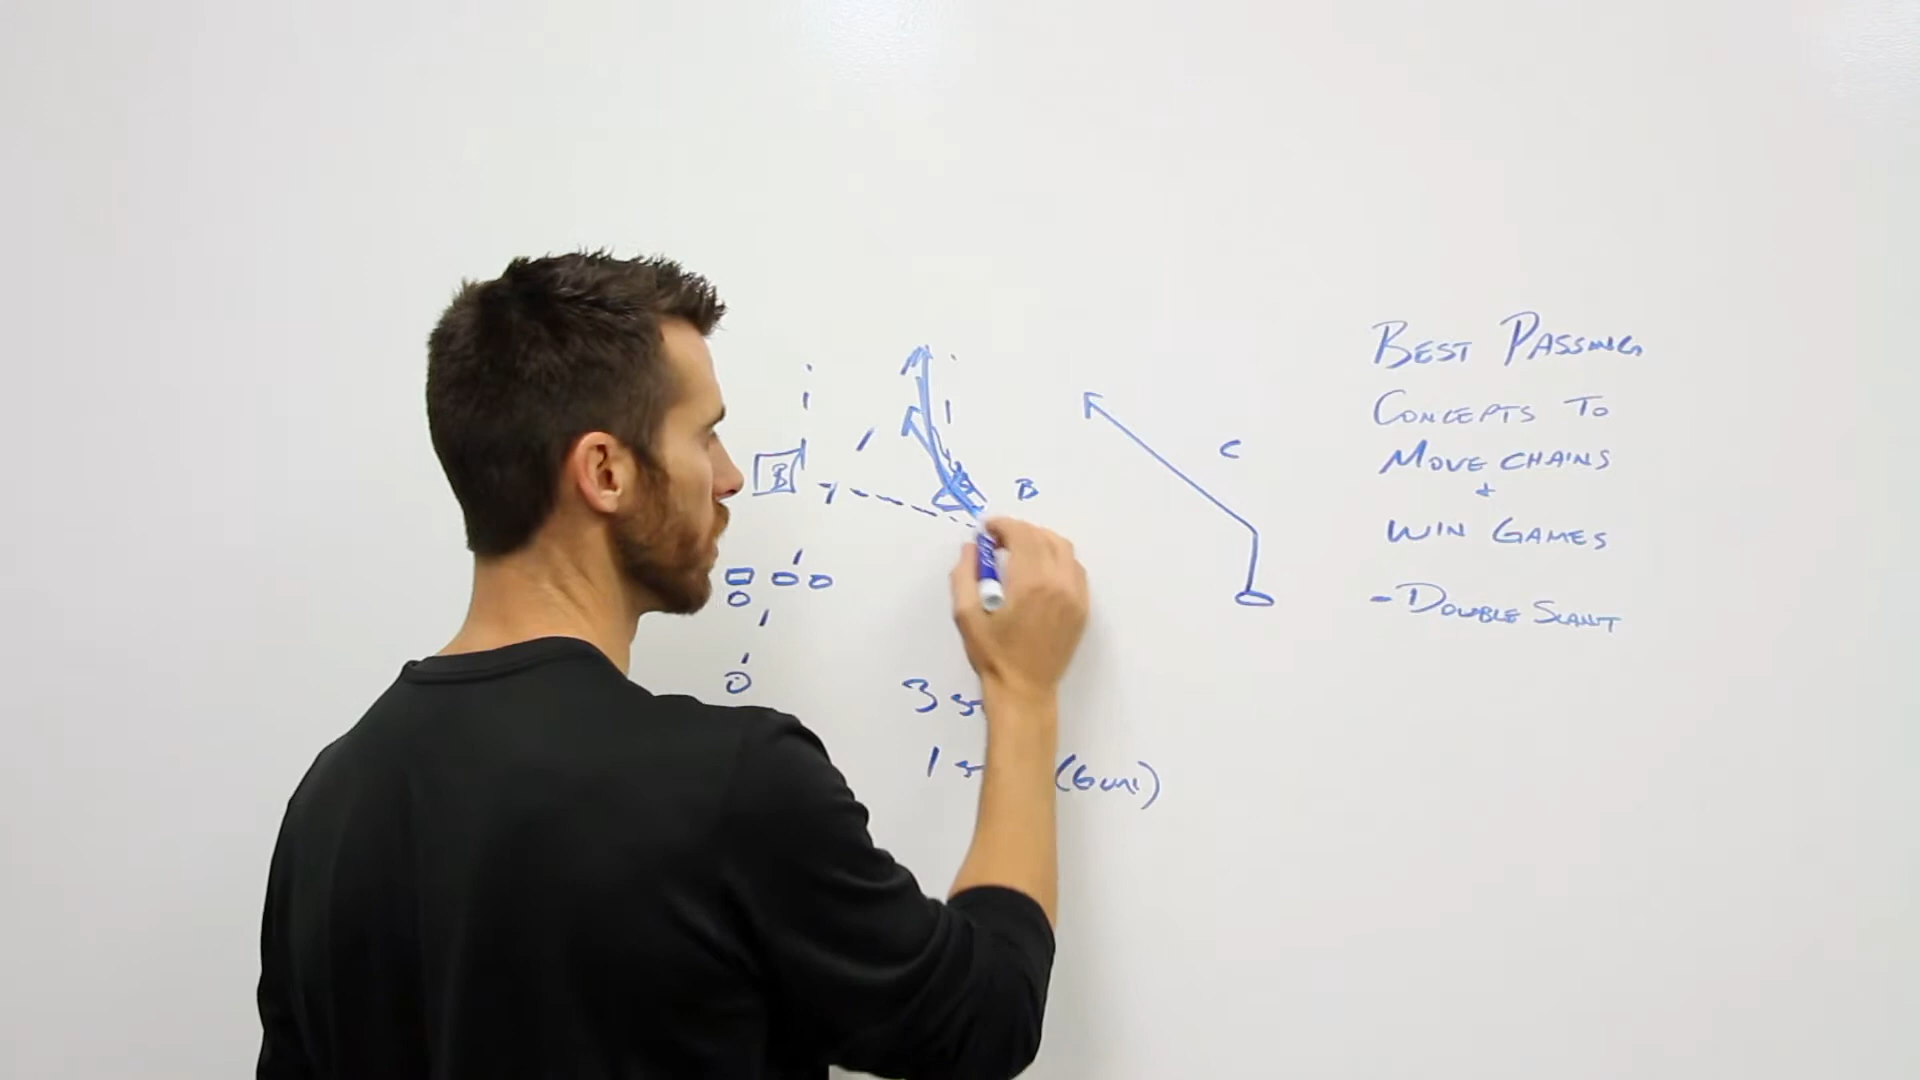 BEST PASSING
CONCEPTS TO
MOVE CHAINS
+
WIN GAMES
- DOUBLE SLANT
C
B
B
3
1 (GUN)